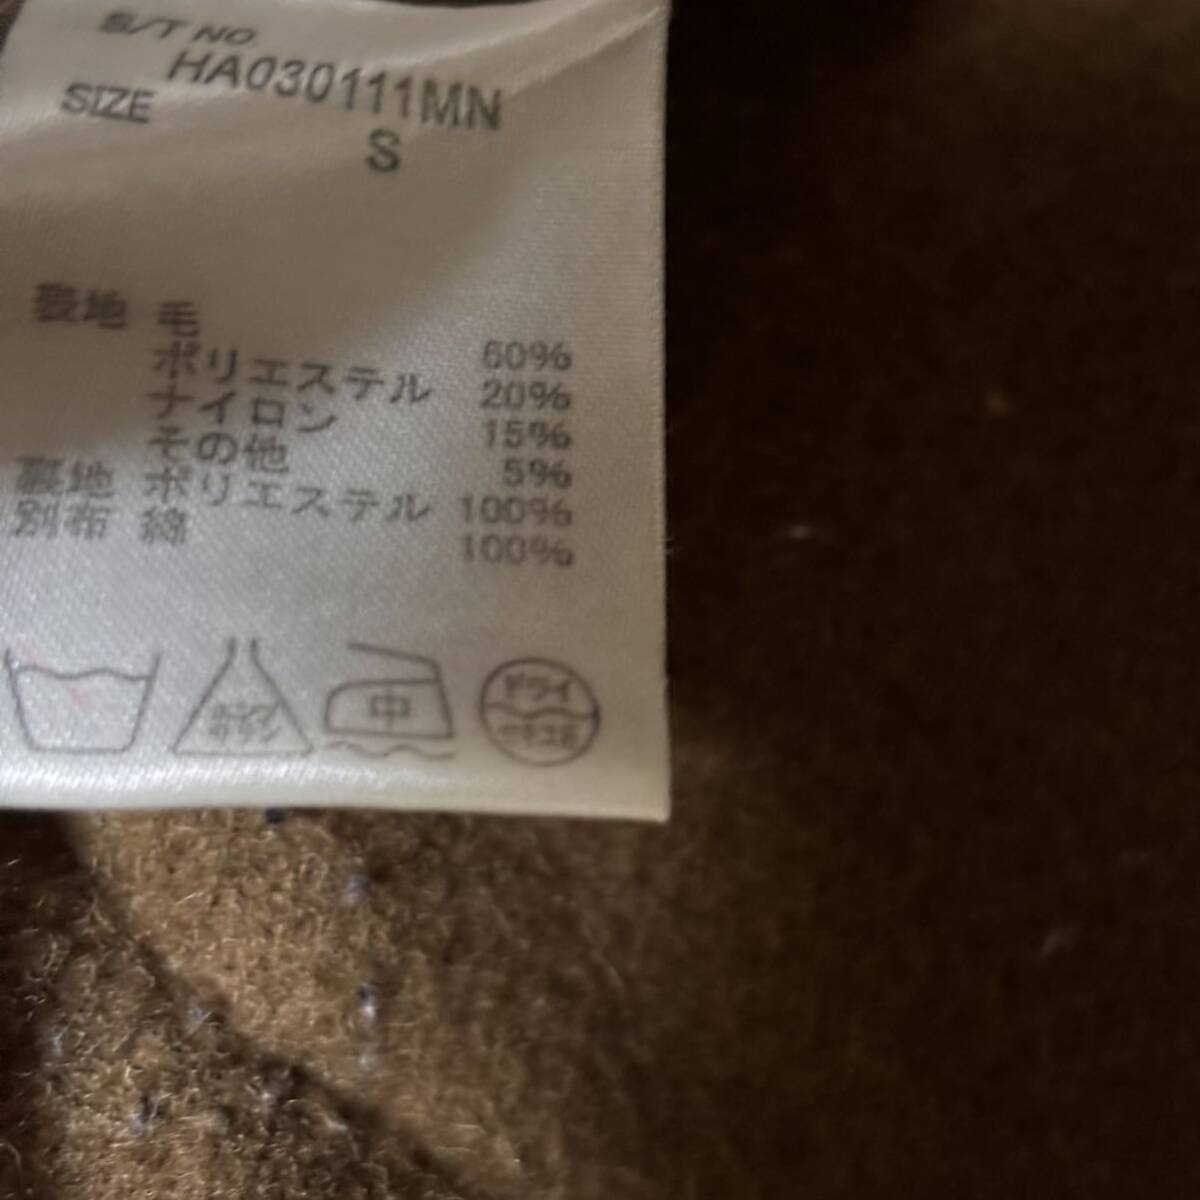 S/T NO.
HA030111MN
SIZE
S
表地 毛 60%
ポリエステル 20%
ナイロン 15%
その他 5%
裏地 ポリエステル 100%
別布 綿 100%
中
ドライ